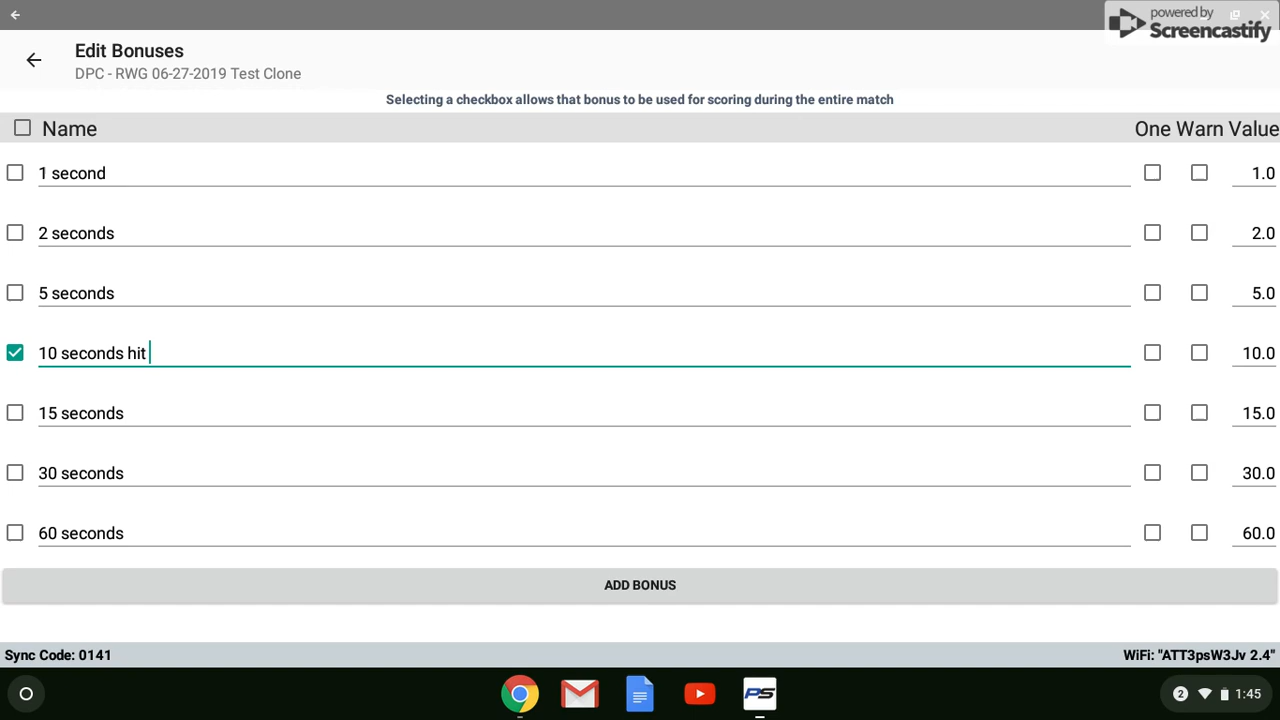 powered by
Screencastify
Edit Bonuses
DPC - RWG 06-27-2019 Test Clone
Selecting a checkbox allows that bonus to be used for scoring during the entire match
Name One Warn Value
1 second 1.0
2 seconds 2.0
5 seconds 5.0
10 seconds hit 10.0
15 seconds 15.0
30 seconds 30.0
60 seconds 60.0
ADD BONUS
Sync Code: 0141 WiFi: "ATT3psW3Jv 2.4"
PS 2 1:45